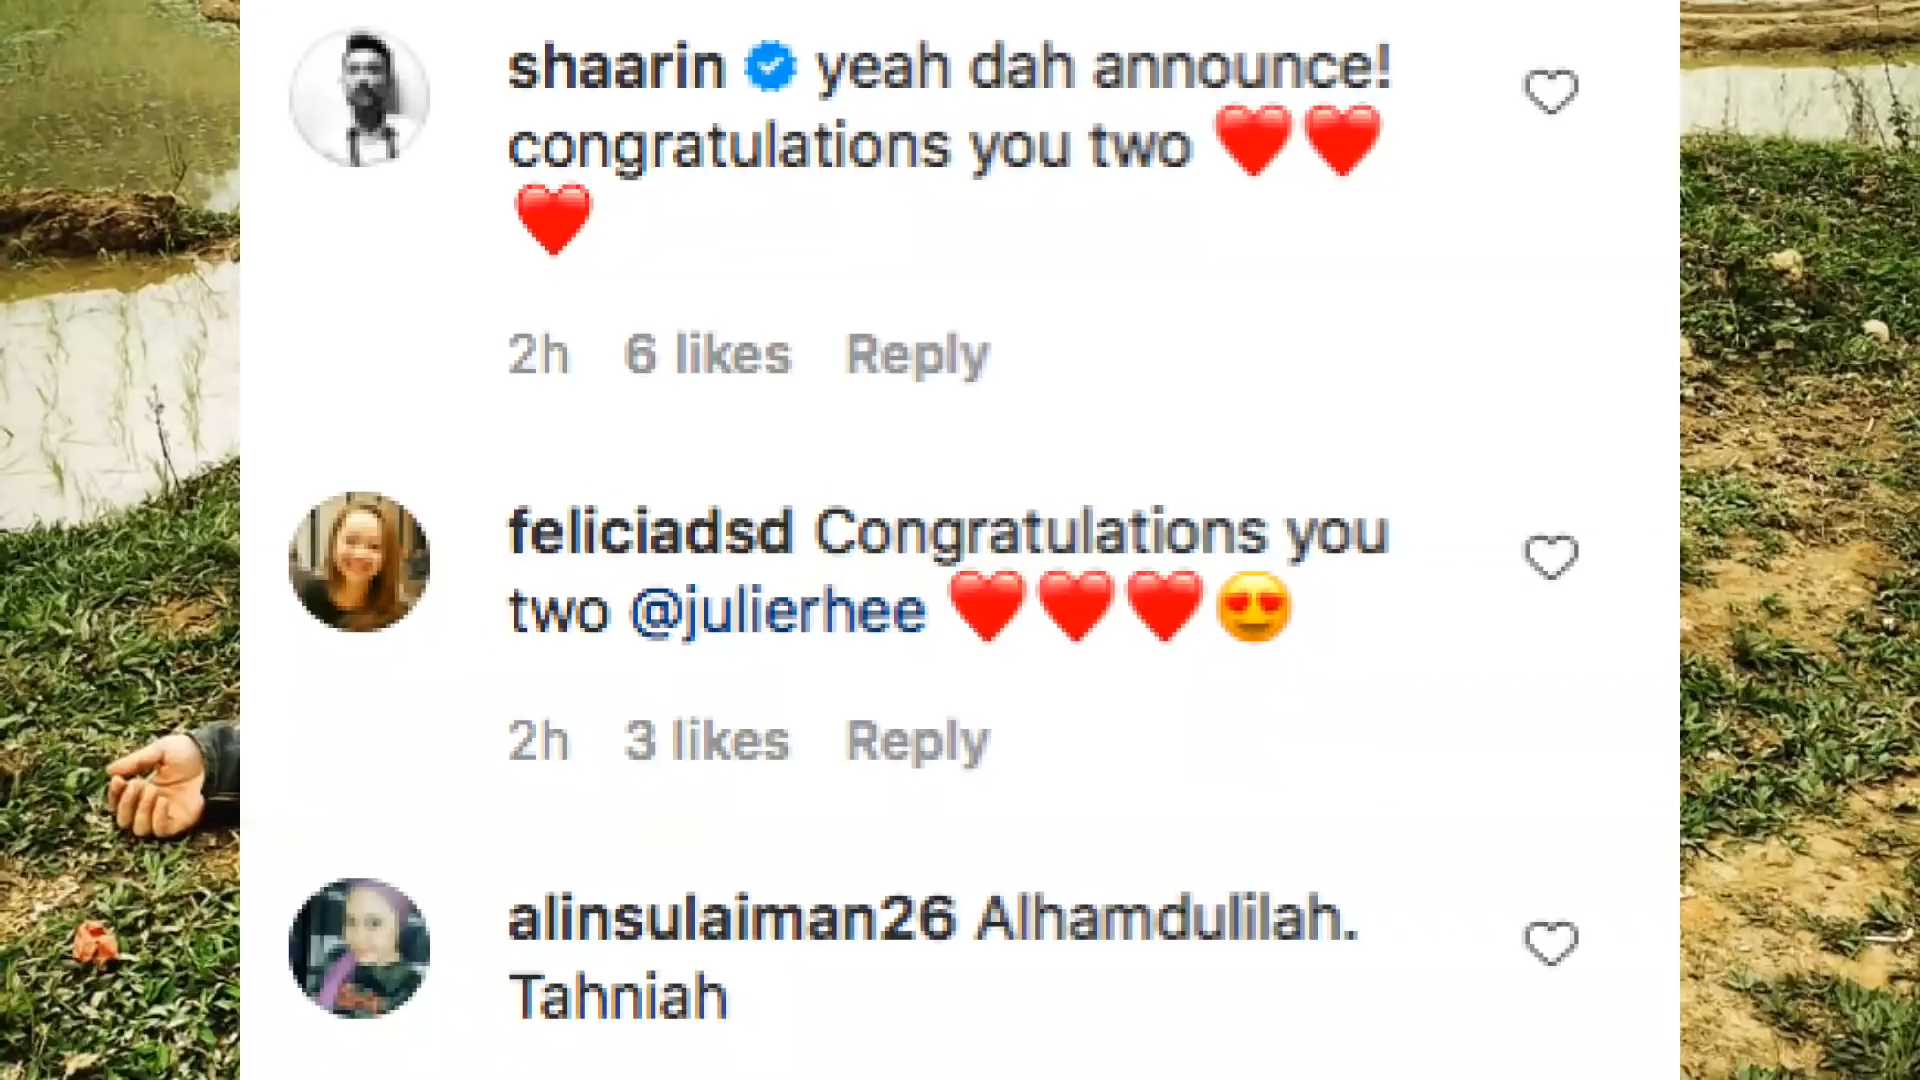 shaarin yeah dah announce!
congratulations you two ❤️❤️
❤️
2h 6 likes Reply
feliciadsd Congratulations you
two @julierhee ❤️❤️❤️😍
2h 3 likes Reply
alinsulaiman26 Alhamdulilah.
Tahniah